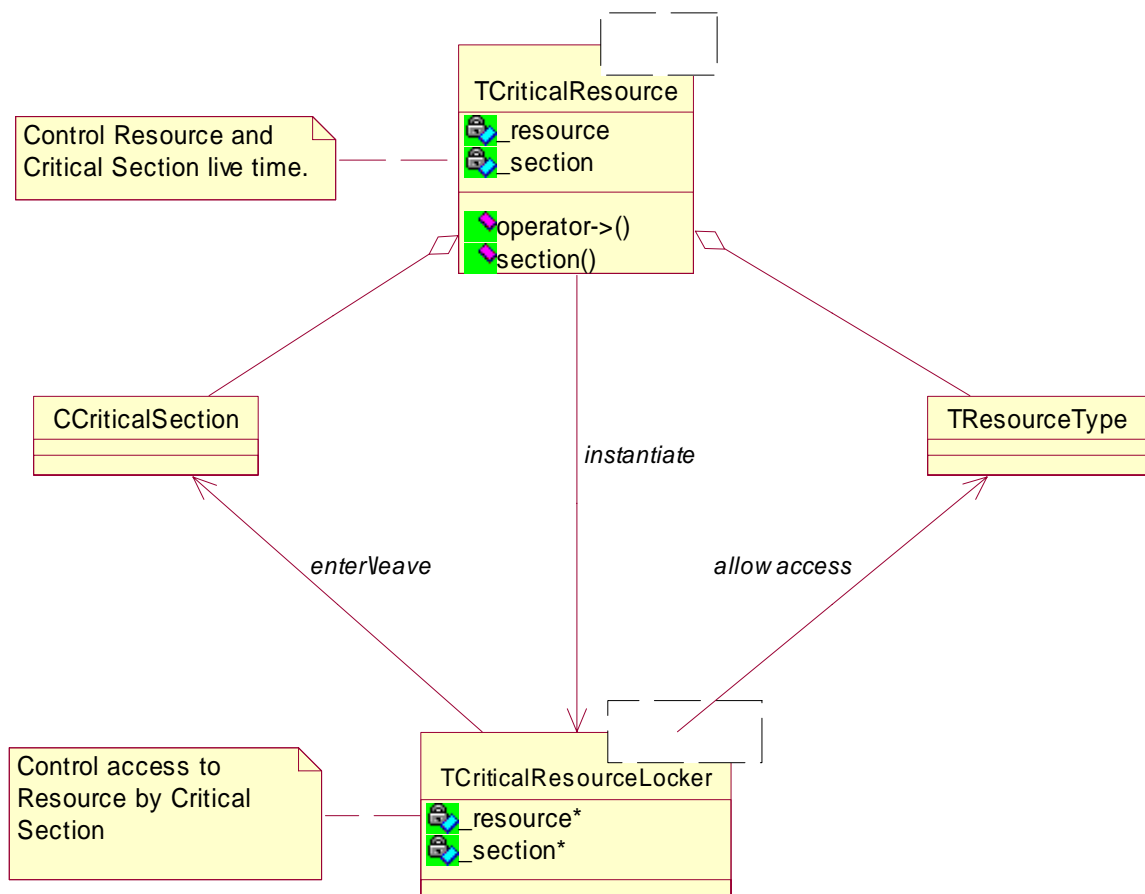 TCriticalResource
_resource
_section
operator->()
section()
Control Resource and
Critical Section live time.
CCriticalSection
TResourceType
instantiate
enter\leave
allow access
Control access to
Resource by Critical
Section
TCriticalResourceLocker
_resource*
_section*